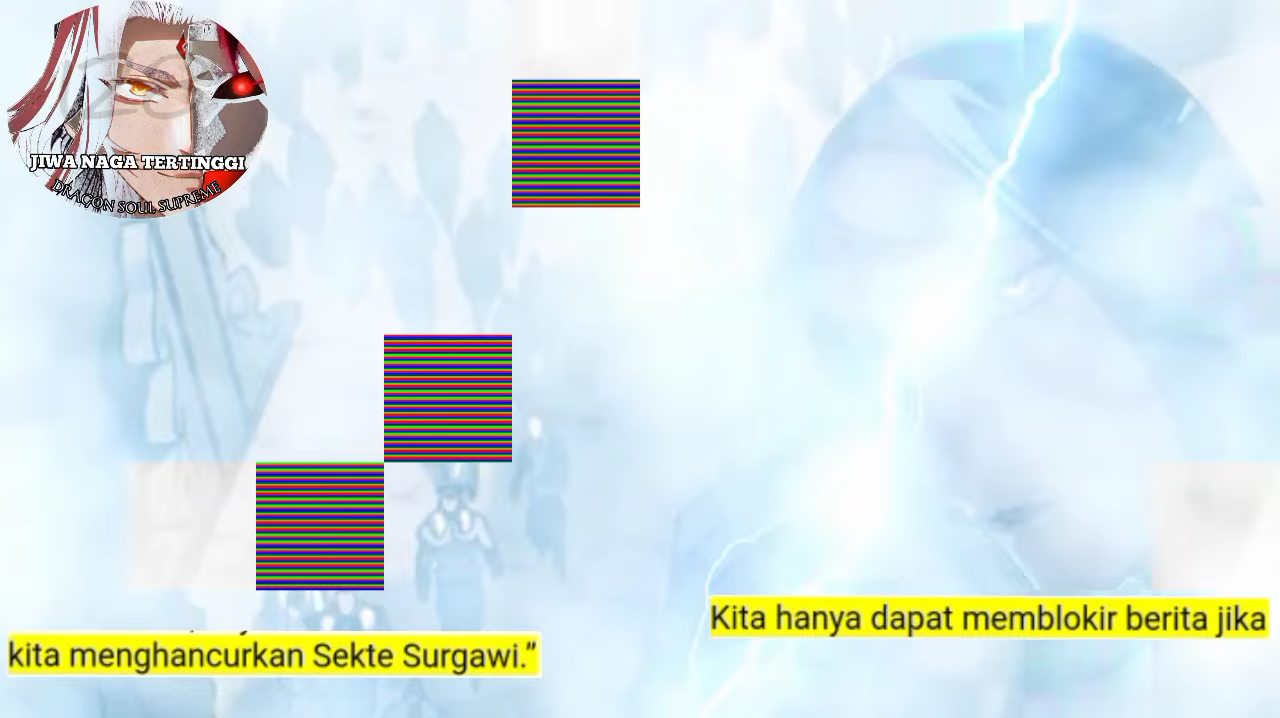 JIWA NAGA TERTINGGI
DRAGON SOUL SUPREME
Kita hanya dapat memblokir berita jika
kita menghancurkan Sekte Surgawi.”